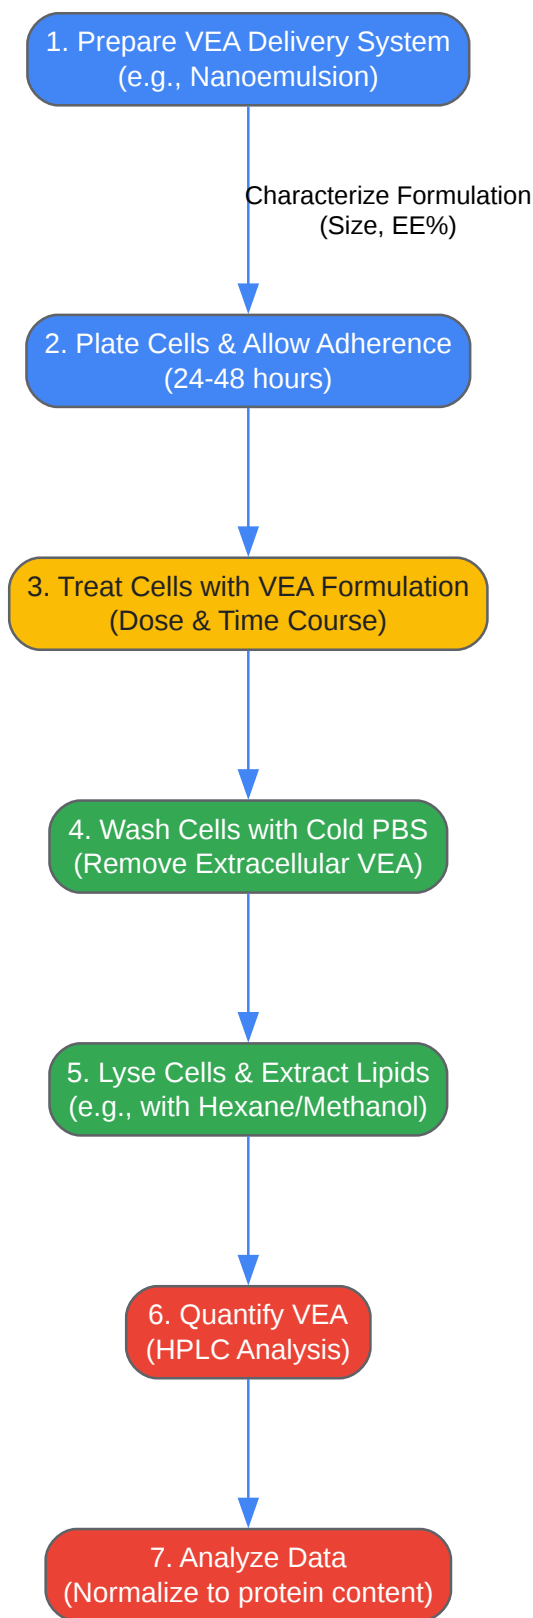 1. Prepare VEA Delivery System
(e.g., Nanoemulsion)
Characterize Formulation
(Size, EE%)
2. Plate Cells & Allow Adherence
(24-48 hours)
3. Treat Cells with VEA Formulation
(Dose & Time Course)
4. Wash Cells with Cold PBS
(Remove Extracellular VEA)
5. Lyse Cells & Extract Lipids
(e.g., with Hexane/Methanol)
6. Quantify VEA
(HPLC Analysis)
7. Analyze Data
(Normalize to protein content)